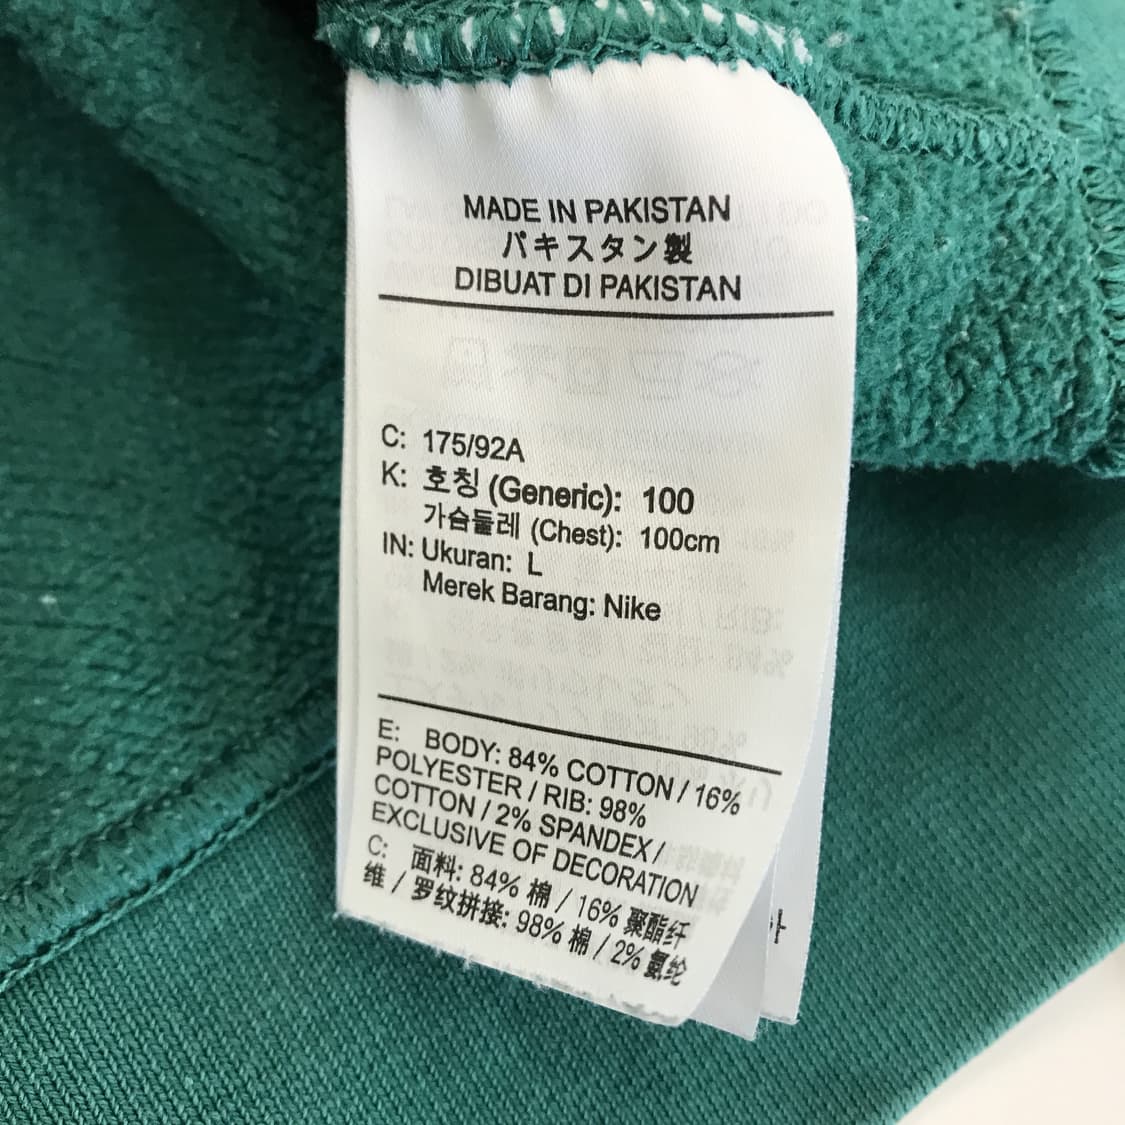 MADE IN PAKISTAN
パキスタン製
DIBUAT DI PAKISTAN
C: 175/92A
K: 호칭 (Generic): 100
가슴둘레 (Chest): 100cm
IN: Ukuran: L
Merek Barang: Nike
E: BODY: 84% COTTON / 16%
POLYESTER / RIB: 98%
COTTON / 2% SPANDEX /
EXCLUSIVE OF DECORATION
C: 面料: 84% 棉 / 16% 聚酯纤
维 / 罗纹拼接: 98% 棉 / 2% 氨纶